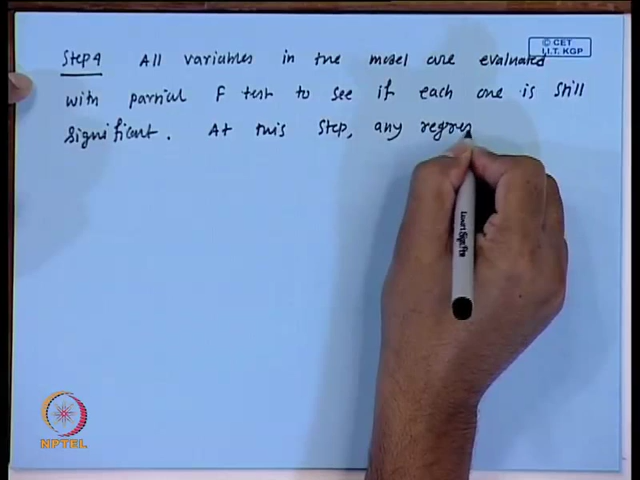 © CET
I.I.T. KGP
Step 4 All variables in the model are evaluated
with partial F test to see if each one is still
significant. At this step, any regres
NPTEL